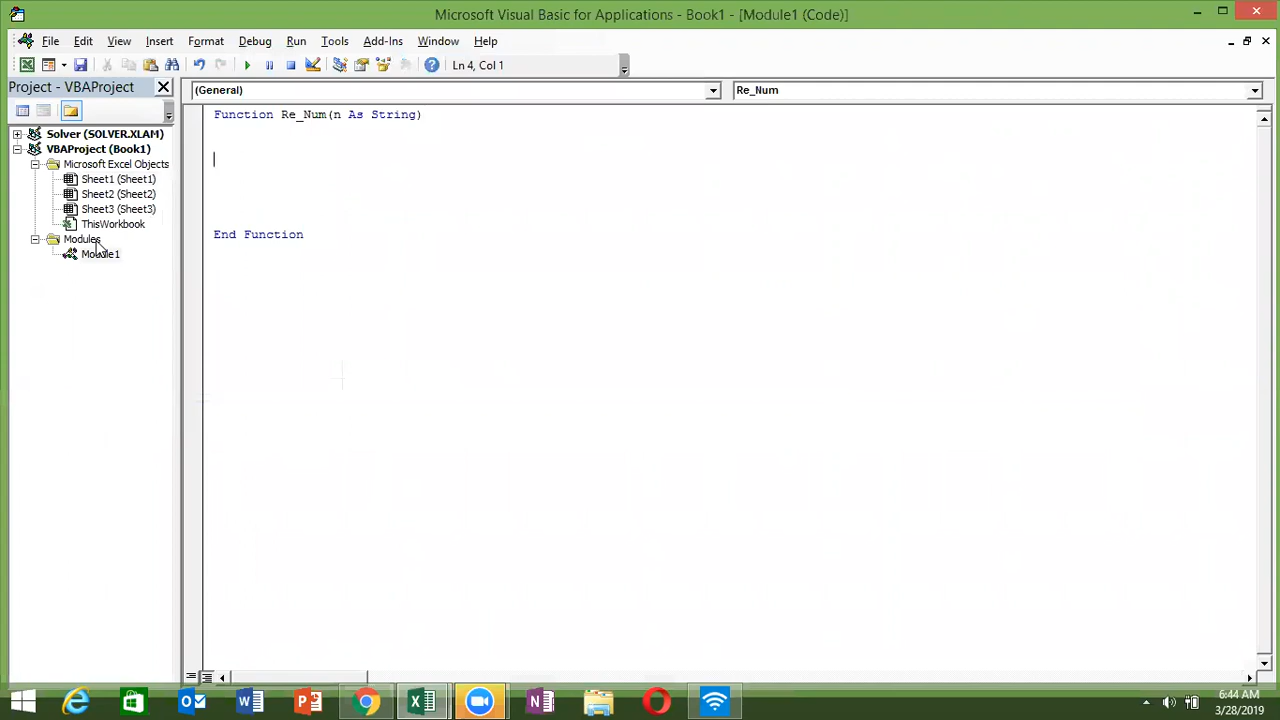 Microsoft Visual Basic for Applications - Book1 - [Module1 (Code)]
File Edit View Insert Format Debug Run Tools Add-Ins Window Help
Ln 4, Col 1
Project - VBAProject
(General)
Re_Num
Function Re_Num(n As String)
End Function
Solver (SOLVER.XLAM)
VBAProject (Book1)
Microsoft Excel Objects
Sheet1 (Sheet1)
Sheet2 (Sheet2)
Sheet3 (Sheet3)
ThisWorkbook
Modules
Module1
6:44 AM
3/28/2019